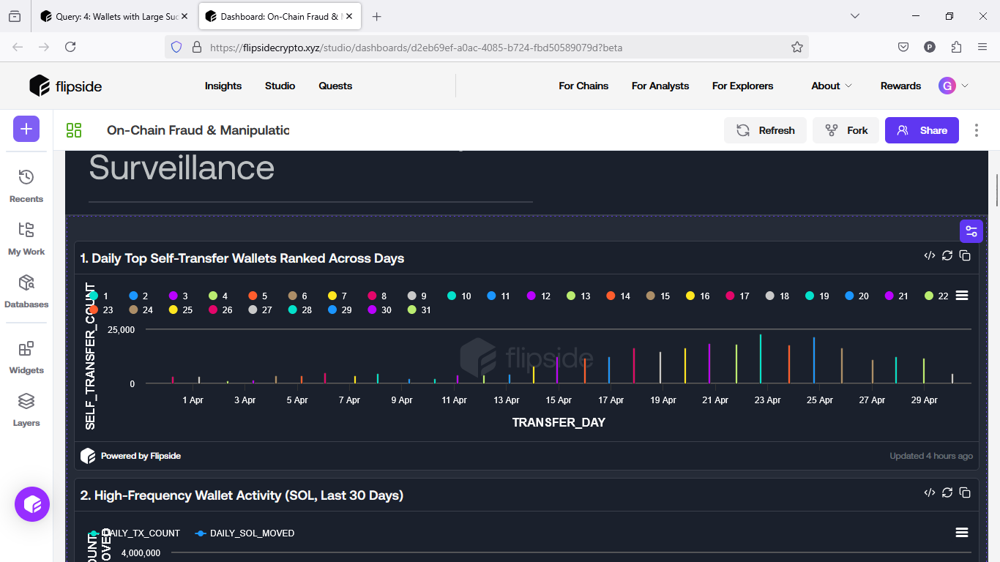 Query: 4: Wallets with Large Suc
Dashboard: On-Chain Fraud &
https://flipsidecrypto.xyz/studio/dashboards/d2eb69ef-a0ac-4085-b724-fbd50589079d?beta
P
flipside
Insights
Studio
Quests
For Chains
For Analysts
For Explorers
About
Rewards
G
On-Chain Fraud & Manipulatio
Refresh
Fork
Share
Recents
My Work
Databases
Widgets
Layers
Surveillance
1. Daily Top Self-Transfer Wallets Ranked Across Days
1 2 3 4 5 6 7 8 9 10 11 12 13 14 15 16 17 18 19 20 21 22
23 24 25 26 27 28 29 30 31
SELF_TRANSFER_COUNT
25,000
0
flipside
1 Apr 3 Apr 5 Apr 7 Apr 9 Apr 11 Apr 13 Apr 15 Apr 17 Apr 19 Apr 21 Apr 23 Apr 25 Apr 27 Apr 29 Apr
TRANSFER_DAY
Powered by Flipside
Updated 4 hours ago
2. High-Frequency Wallet Activity (SOL, Last 30 Days)
DAILY_TX_COUNT DAILY_SOL_MOVED
4,000,000
OUNT
MOVED